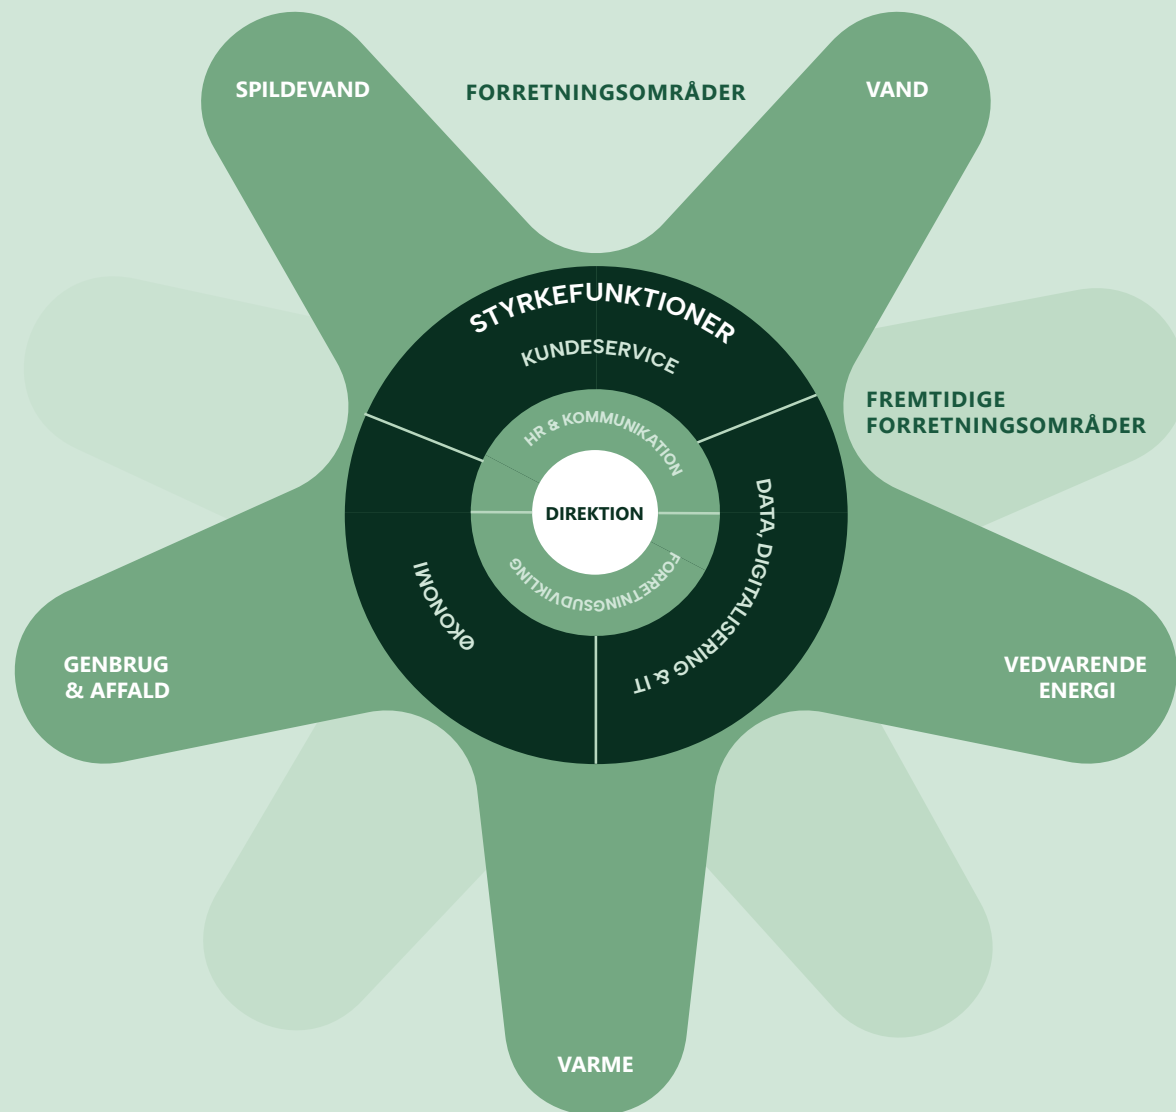 SPILDEVAND
FORRETNINGSOMRÅDER
VAND
STYRKEFUNKTIONER
KUNDESERVICE
HR & KOMMUNIKATION
FREMTIDIGE
FORRETNINGSOMRÅDER
DIREKTION
DATA, DIGITALISERING & IT
FORRETNINGSUDVIKLING
ØKONOMI
GENBRUG
& AFFALD
VEDVARENDE
ENERGI
VARME